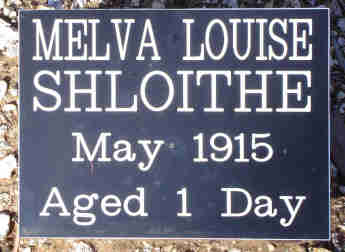 MELVA LOUISE
SHLOITHE
May 1915
Aged 1 Day